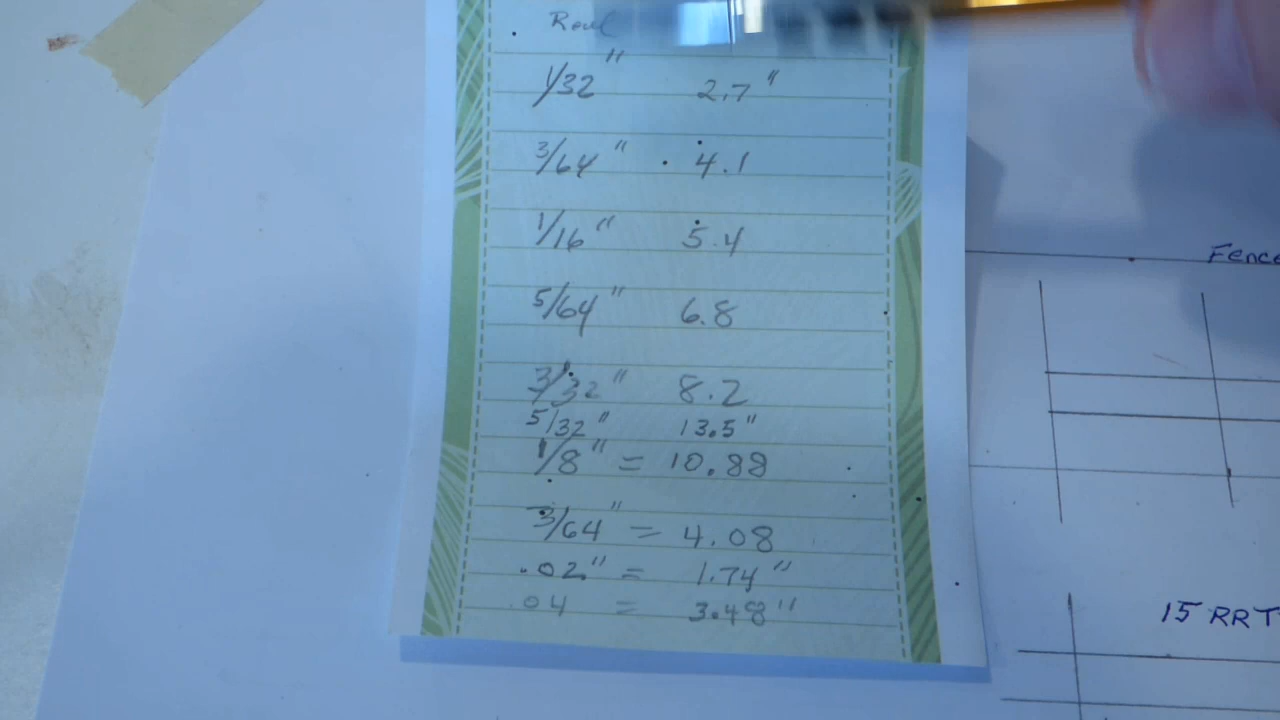 Real
1/32" 2.7"
3/64" 4.1
1/16" 5.4
5/64" 6.8
3/32" 8.2
5/32" 13.5"
1/8" = 10.88
3/64" = 4.08
.02" = 1.74"
.04 = 3.48"
Fence
15 RRT